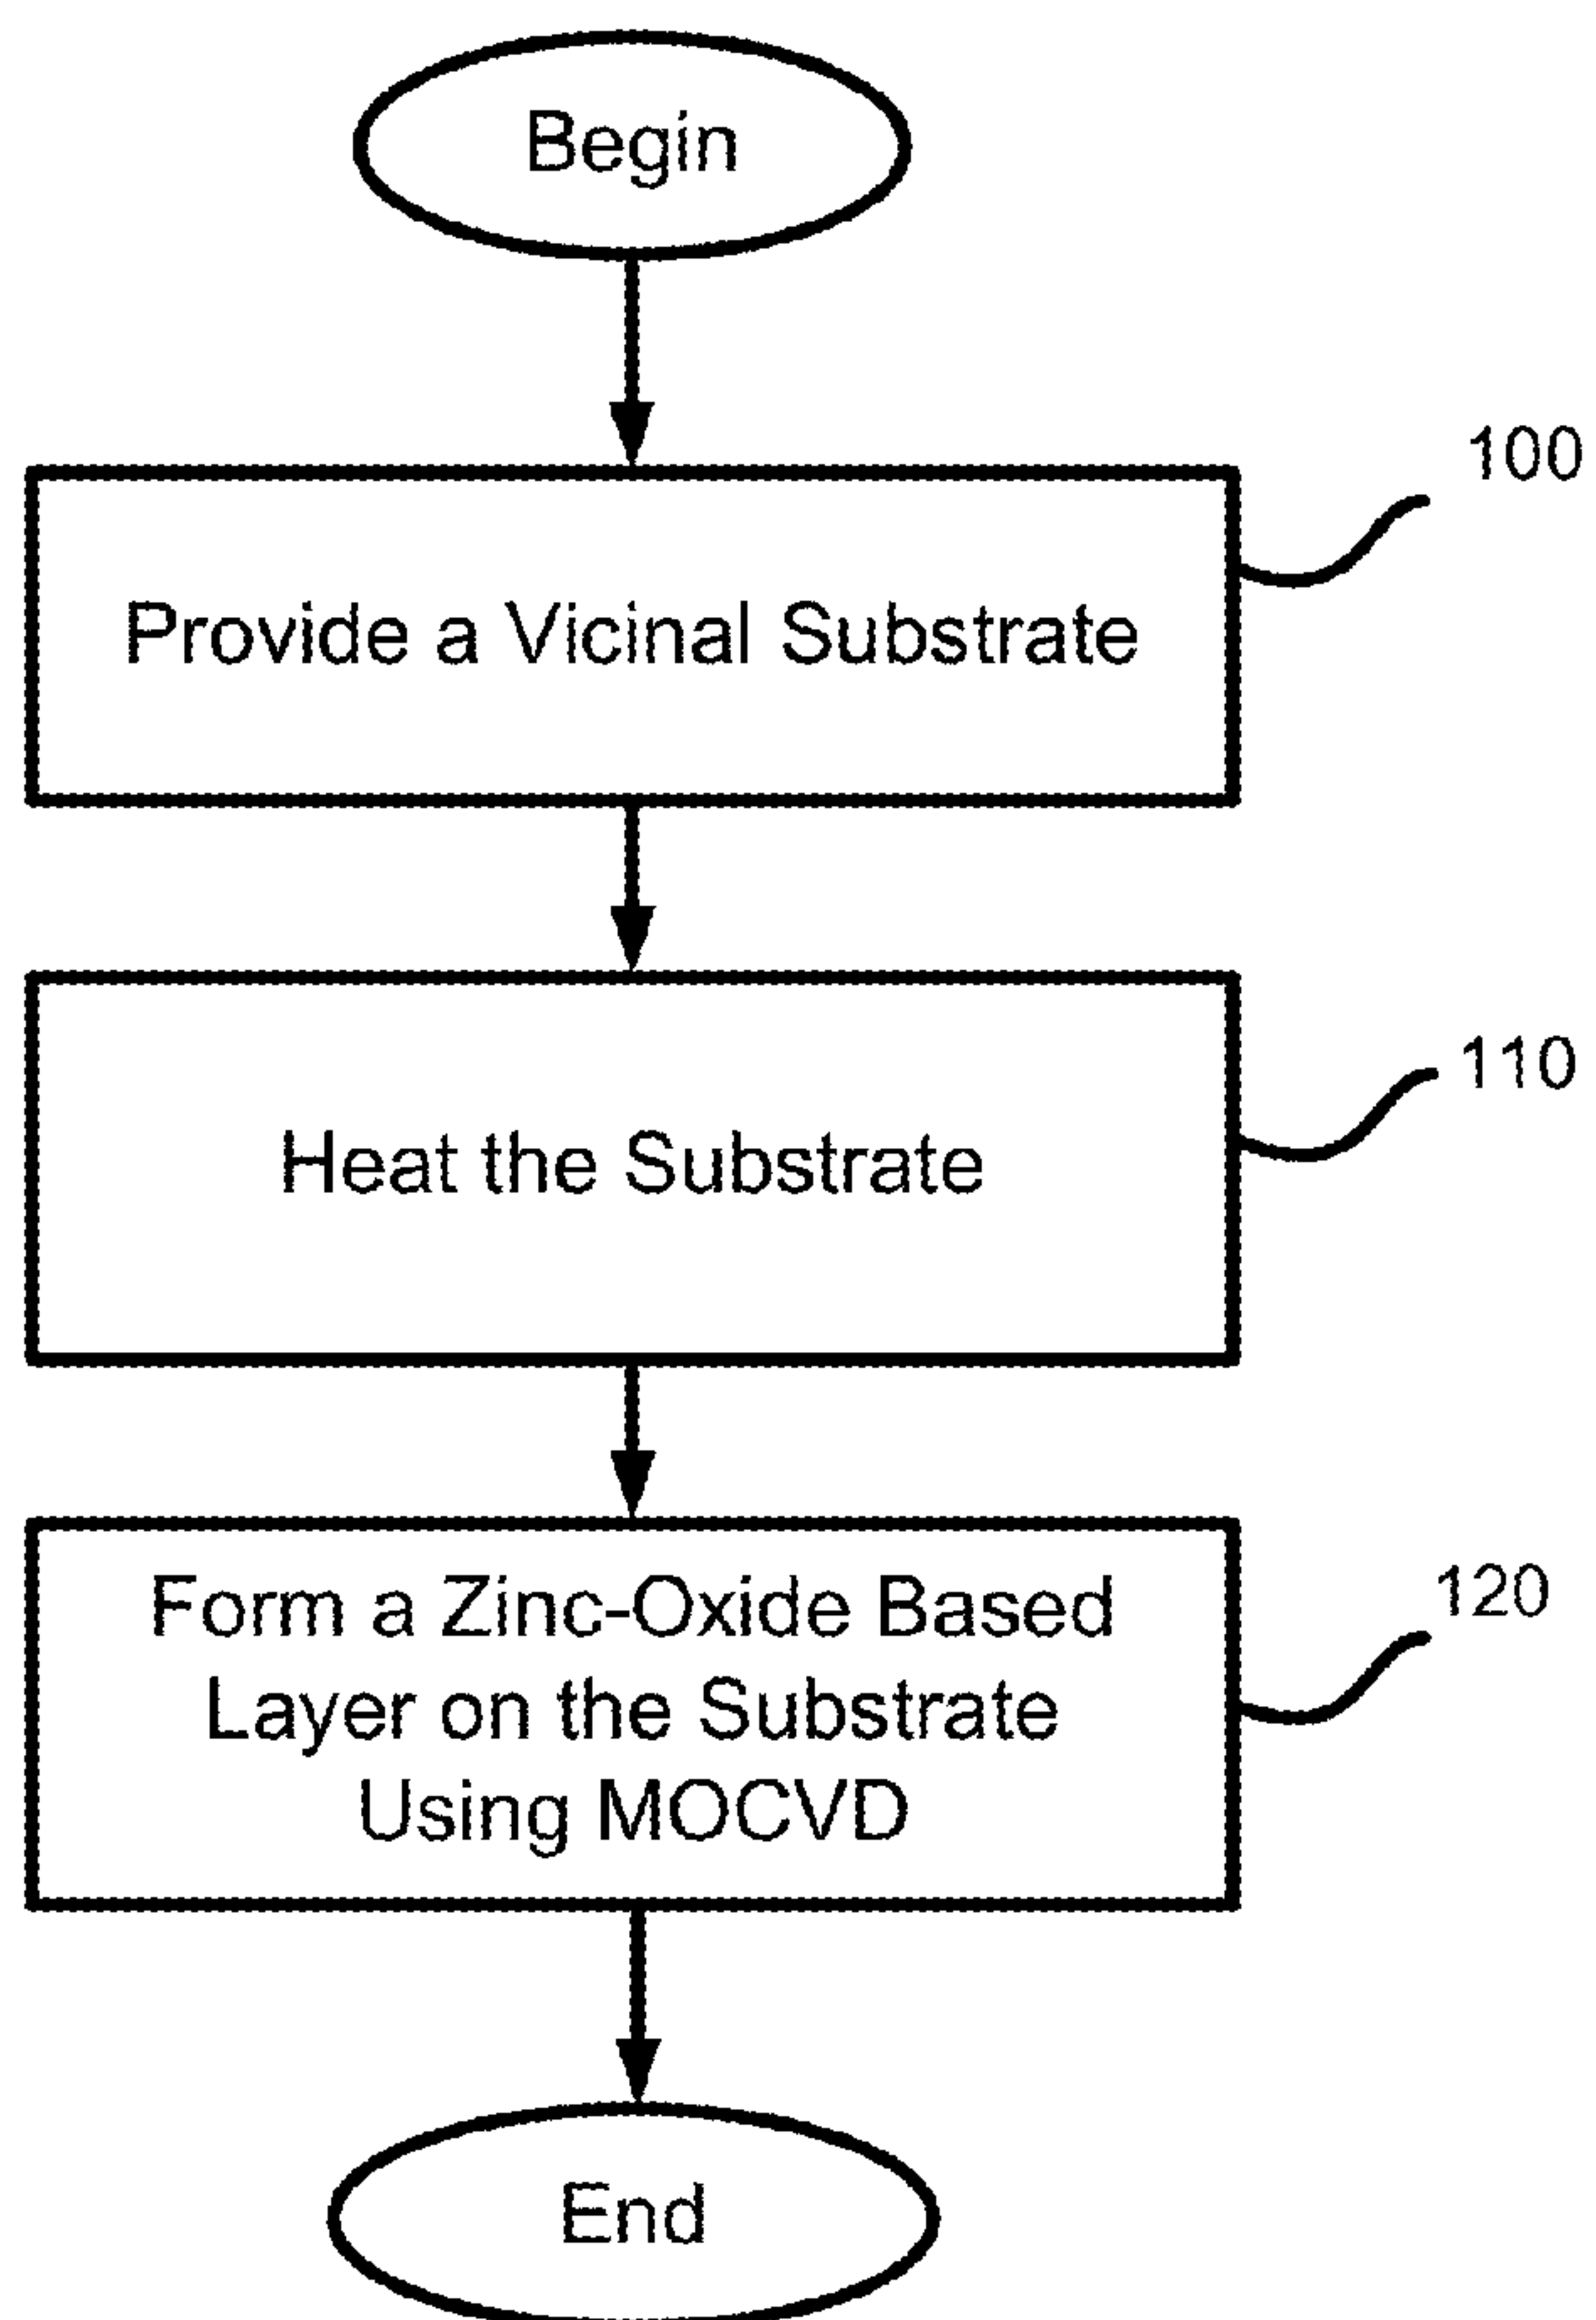 Begin
100
Provide a Vicinal Substrate
110
Heat the Substrate
120
Form a Zinc-Oxide Based
Layer on the Substrate
Using MOCVD
End